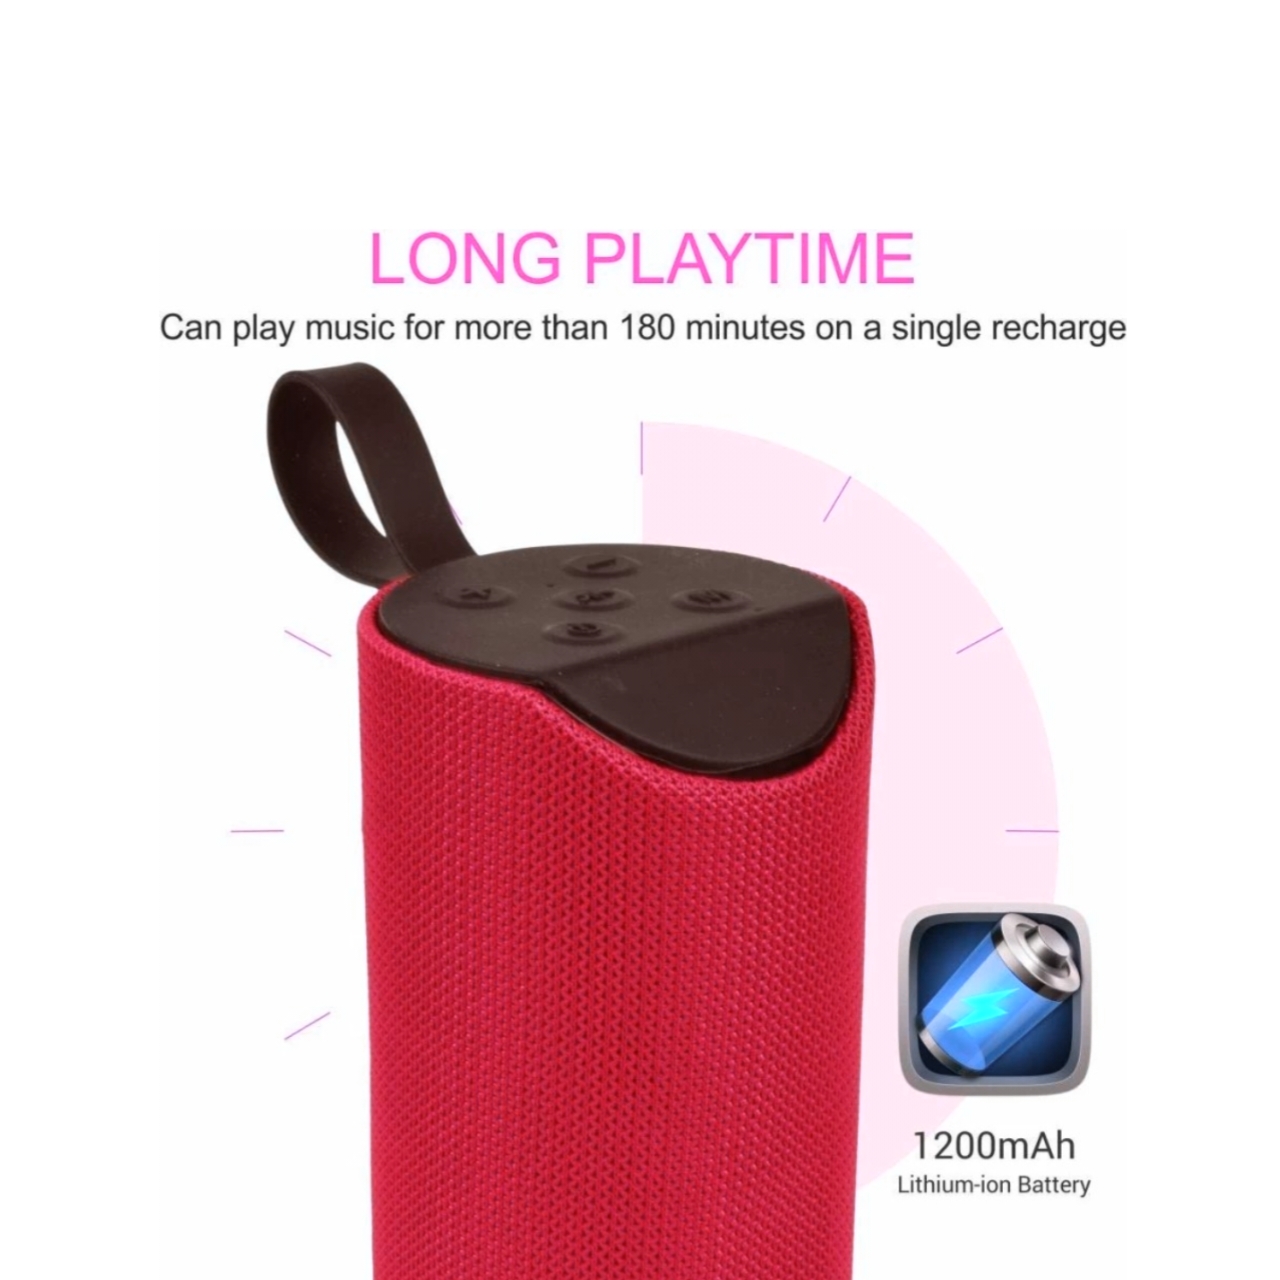 LONG PLAYTIME
Can play music for more than 180 minutes on a single recharge
1200mAh
Lithium-ion Battery